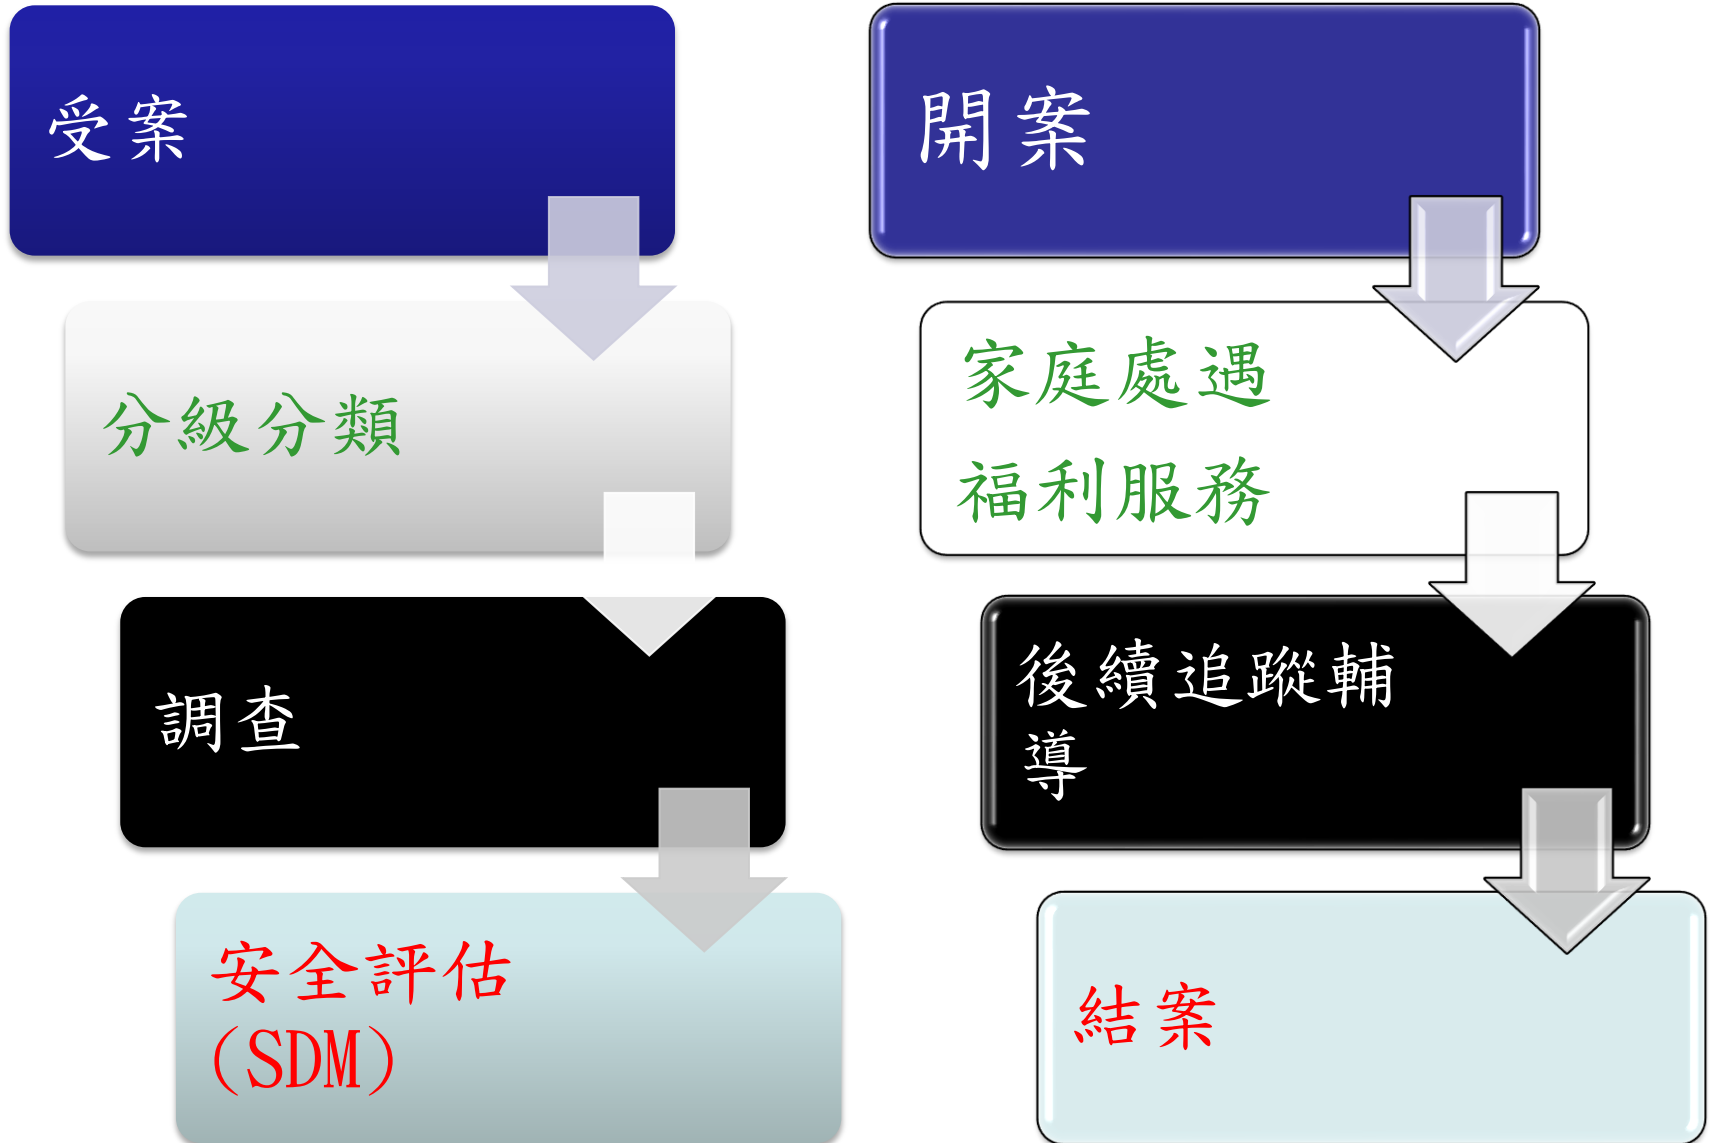 受案
分級分類
調查
安全評估
(SDM)
開案
家庭處遇
福利服務
後續追蹤輔
導
結案